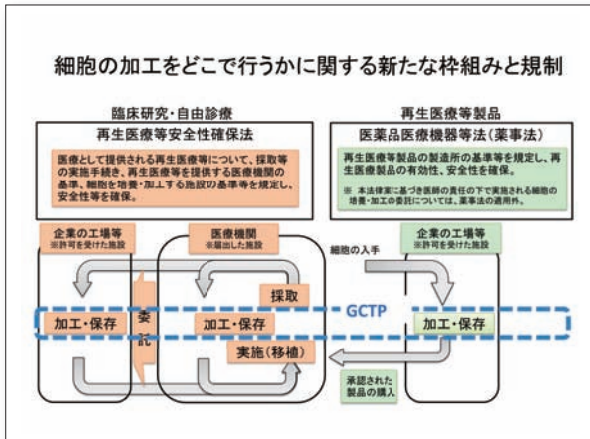 細胞の加工をどこで行うかに関する新たな枠組みと規制
臨床研究・自由診療
再生医療等安全性確保法
医療として提供される再生医療等について、採取等
の実施手続き、再生医療等を提供する医療機関の
基準、細胞を培養・加工する施設の基準等を規定し、
安全性等を確保。
再生医療等製品
医薬品医療機器等法(薬事法)
再生医療等製品の製造所の基準等を規定し、再
生医療製品の有効性、安全性を確保。
※ 本法律案に基づき医師の責任の下で実施される細胞の
培養・加工の委託については、薬事法の適用外。
企業の工場等
※許可を受けた施設
医療機関
※届出した施設
細胞の入手
企業の工場等
※許可を受けた施設
採取
GCTP
加工・保存
委
託
加工・保存
加工・保存
実施(移植)
承認された
製品の購入